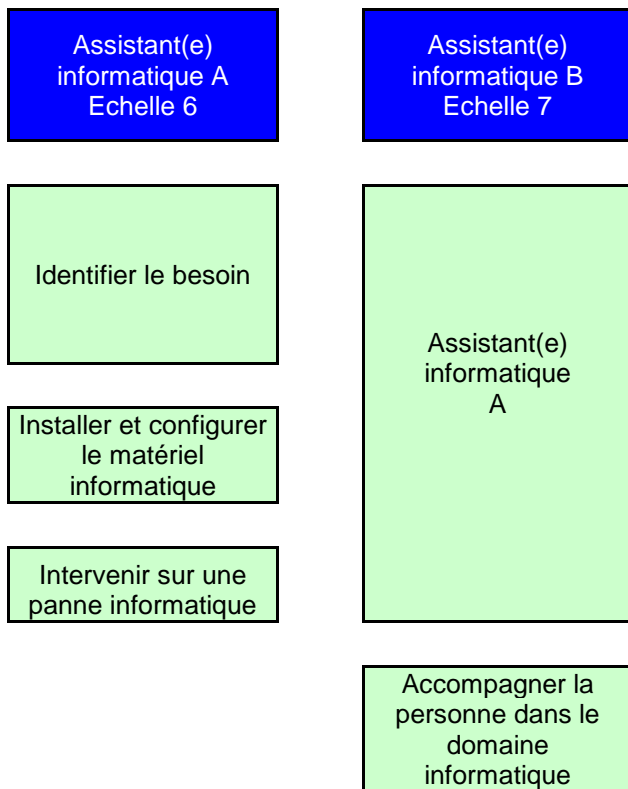 Assistant(e)
informatique A
Echelle 6
Assistant(e)
informatique B
Echelle 7
Identifier le besoin
Installer et configurer
le matériel
informatique
Intervenir sur une
panne informatique
Assistant(e)
informatique
A
Accompagner la
personne dans le
domaine
informatique